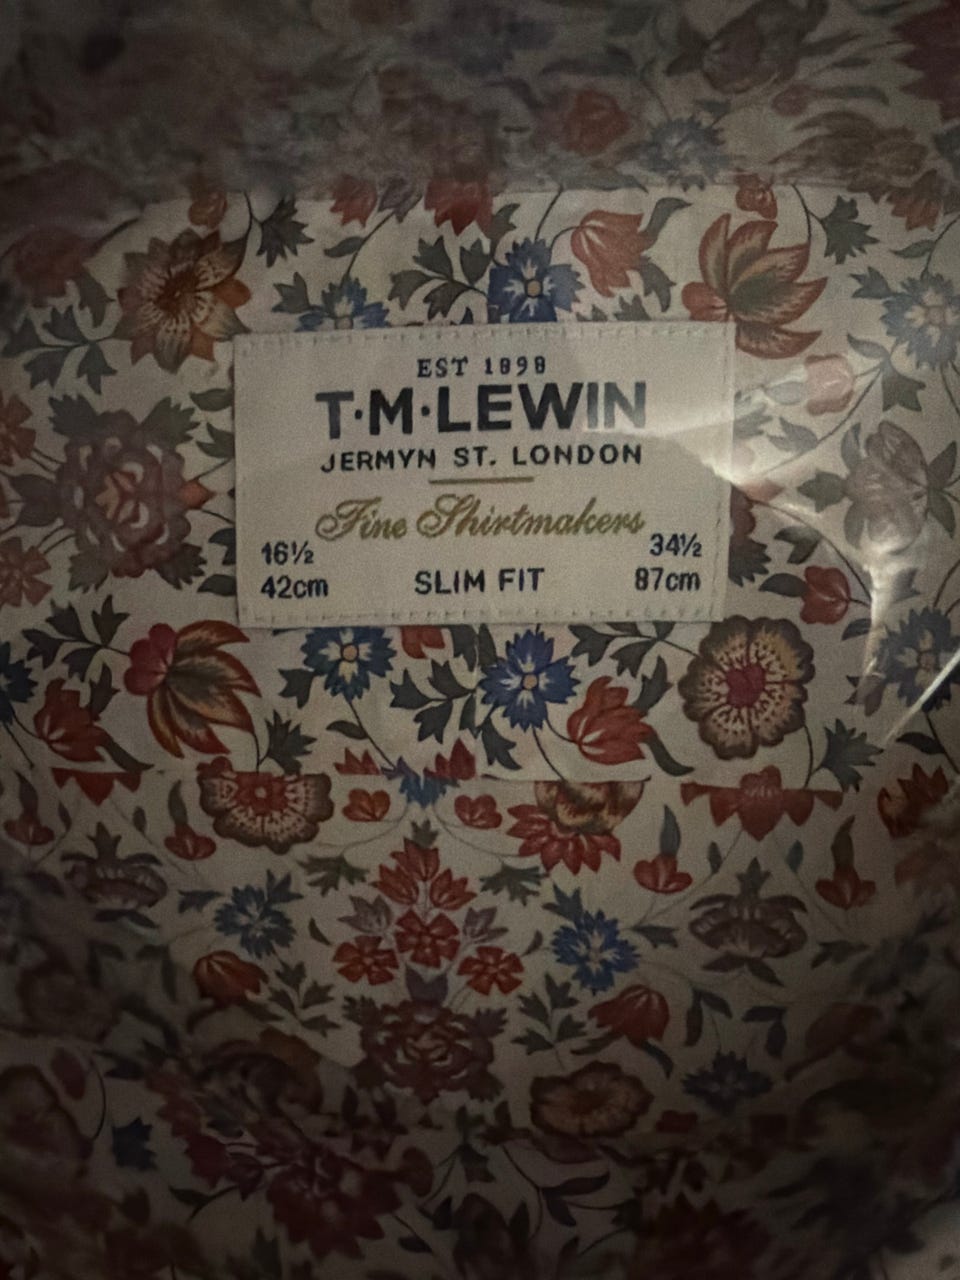 EST 1898
T·M·LEWIN
JERMYN ST. LONDON
Fine Shirtmakers
16½ 34½
42cm SLIM FIT 87cm